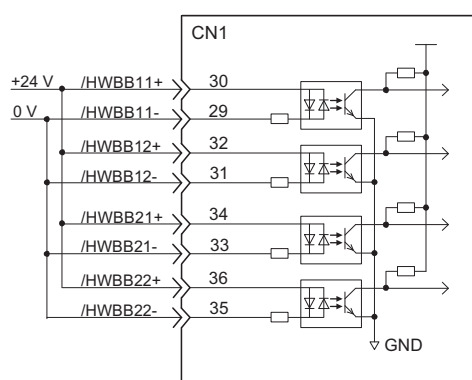 CN1
+24 V /HWBB11+ 30
0 V /HWBB11- 29
/HWBB12+ 32
/HWBB12- 31
/HWBB21+ 34
/HWBB21- 33
/HWBB22+ 36
/HWBB22- 35
GND